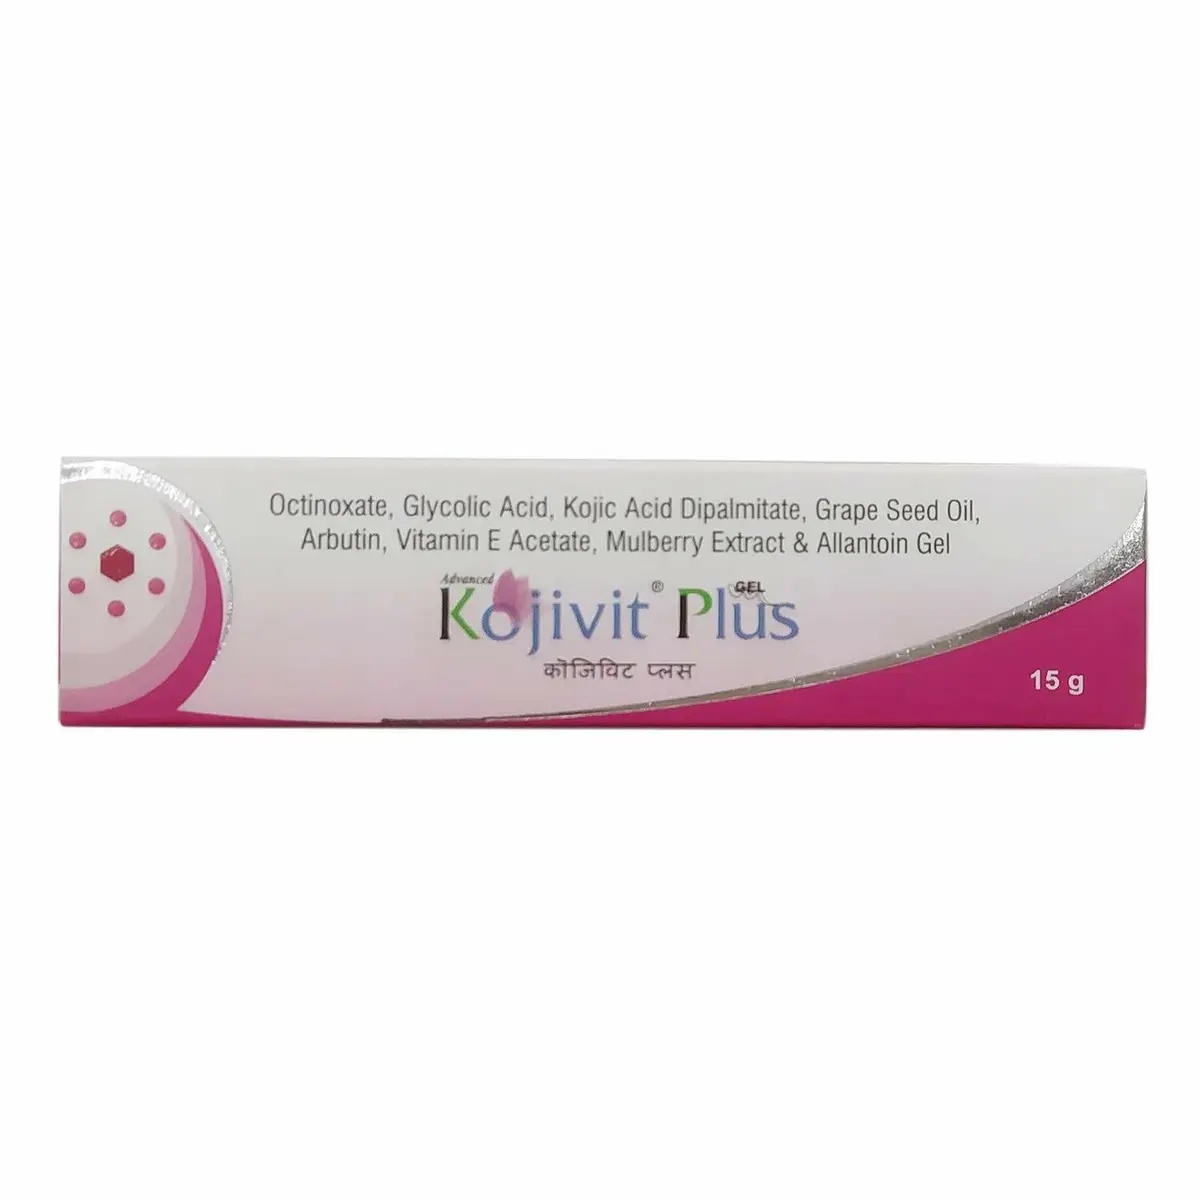 Octinoxate, Glycolic Acid, Kojic Acid Dipalmitate, Grape Seed Oil,
Arbutin, Vitamin E Acetate, Mulberry Extract & Allantoin Gel
Advanced
Kojivit® Plus GEL
कोजिविट प्लस
15 g